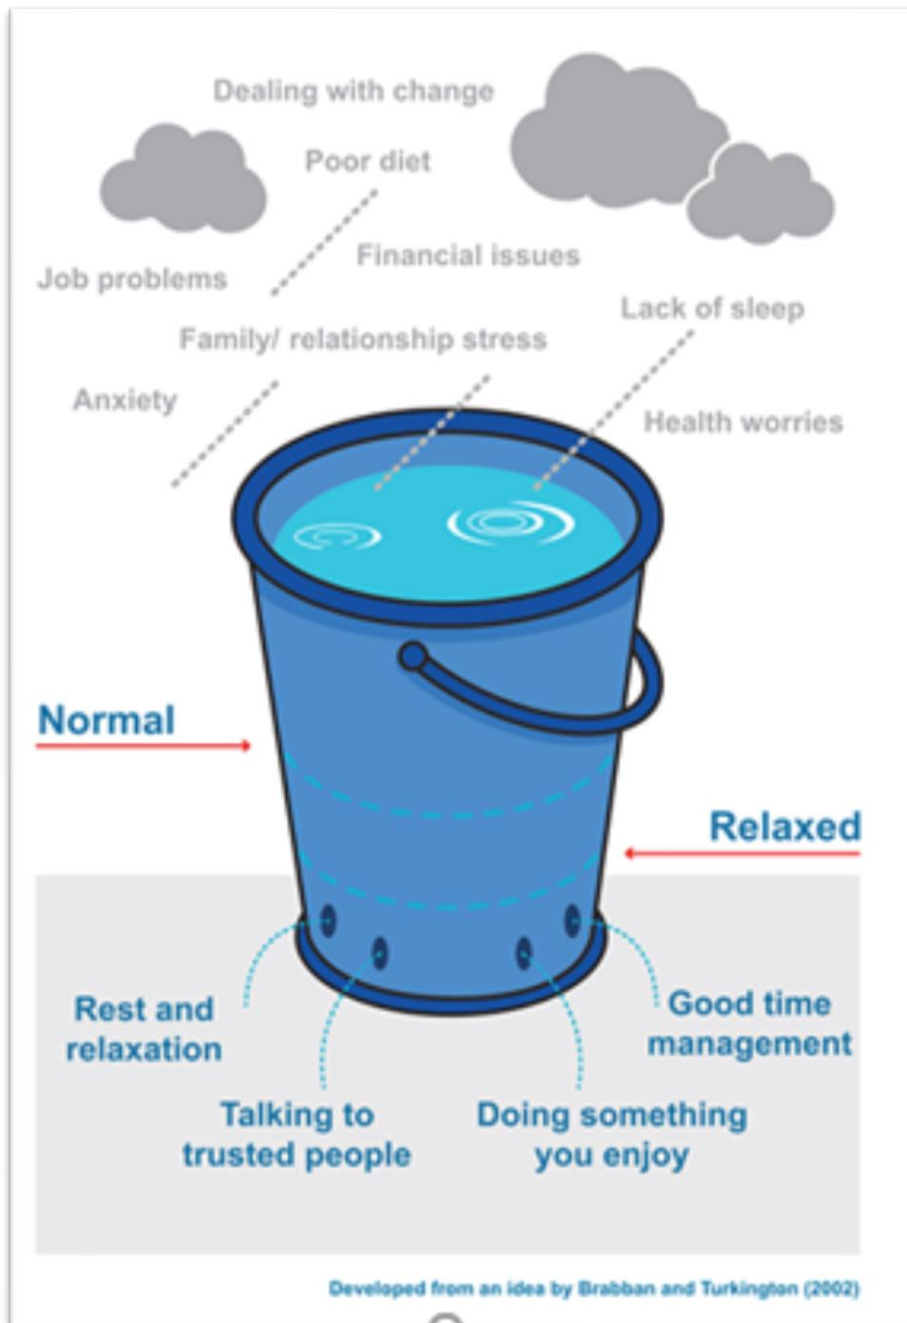 Dealing with change
Poor diet
Financial issues
Job problems
Lack of sleep
Family/ relationship stress
Anxiety
Health worries
Normal
Relaxed
Rest and
relaxation
Good time
management
Talking to
trusted people
Doing something
you enjoy
Developed from an idea by Brabban and Turkington (2002)